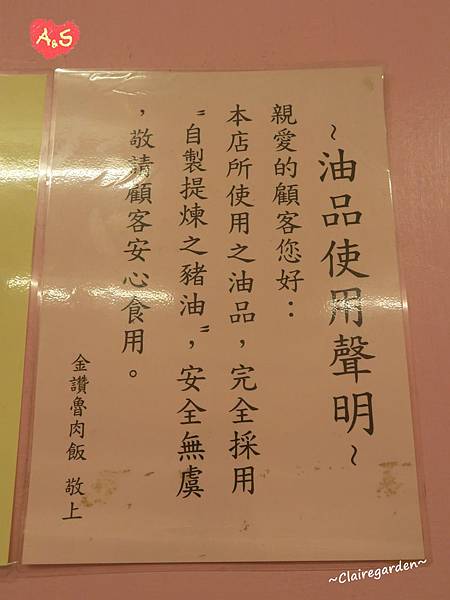 A&S
~油品使用聲明~
親愛的顧客您好：
本店所使用之油品，完全採用
"自製提煉之豬油"，安全無虞
，敬請顧客安心食用。
金讚魯肉飯 敬上
~Clairegarden~